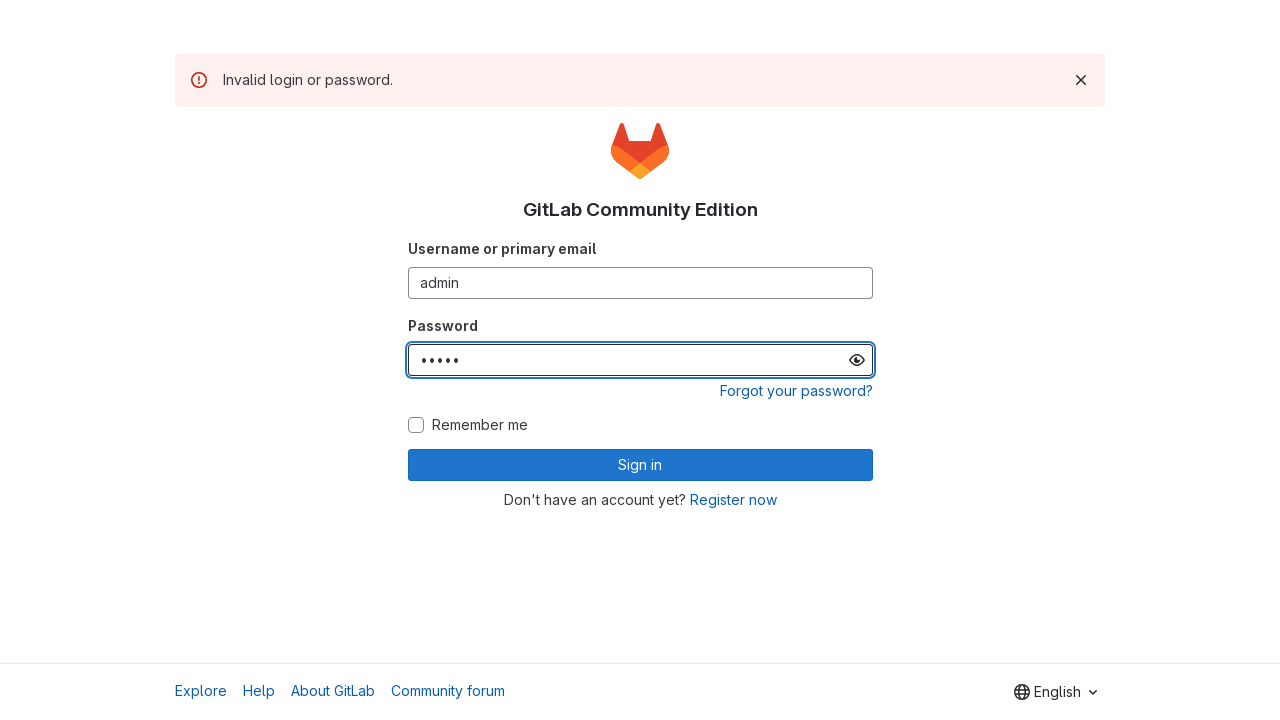 Invalid login or password.
GitLab Community Edition
Username or primary email
admin
Password
•••••
Forgot your password?
Remember me
Sign in
Don't have an account yet? Register now
Explore Help About GitLab Community forum English